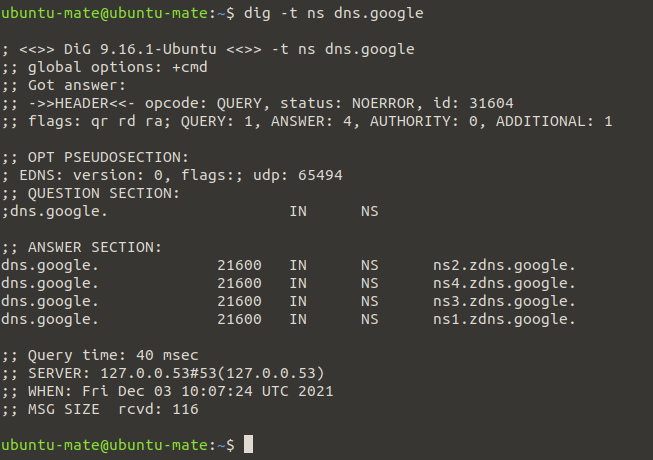 ubuntu-mate@ubuntu-mate:~$ dig -t ns dns.google

; <<>> DiG 9.16.1-Ubuntu <<>> -t ns dns.google
;; global options: +cmd
;; Got answer:
;; ->>HEADER<<- opcode: QUERY, status: NOERROR, id: 31604
;; flags: qr rd ra; QUERY: 1, ANSWER: 4, AUTHORITY: 0, ADDITIONAL: 1

;; OPT PSEUDOSECTION:
; EDNS: version: 0, flags:; udp: 65494
;; QUESTION SECTION:
;dns.google.			IN	NS

;; ANSWER SECTION:
dns.google.		21600	IN	NS	ns2.zdns.google.
dns.google.		21600	IN	NS	ns4.zdns.google.
dns.google.		21600	IN	NS	ns3.zdns.google.
dns.google.		21600	IN	NS	ns1.zdns.google.

;; Query time: 40 msec
;; SERVER: 127.0.0.53#53(127.0.0.53)
;; WHEN: Fri Dec 03 10:07:24 UTC 2021
;; MSG SIZE  rcvd: 116

ubuntu-mate@ubuntu-mate:~$